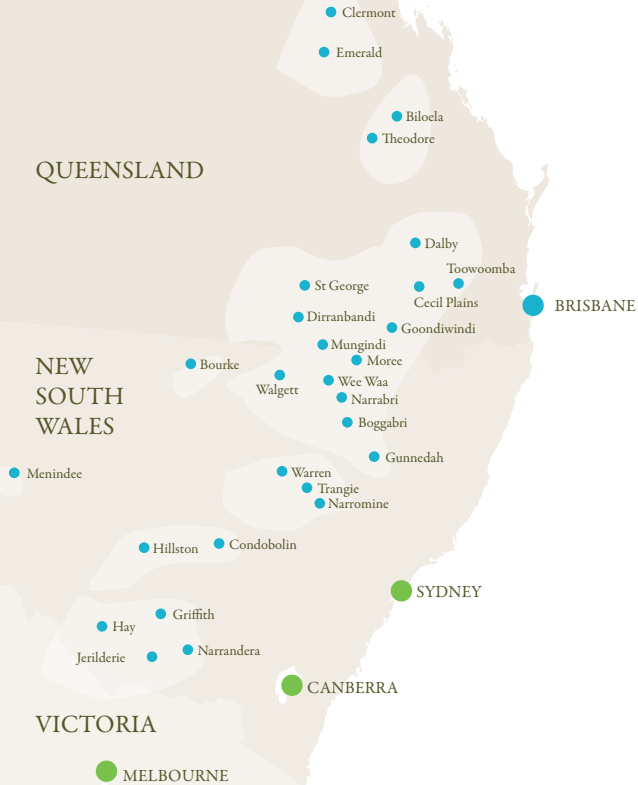 Clermont
Emerald
Biloela
Theodore
QUEENSLAND
Dalby
Toowoomba
St George
Cecil Plains
BRISBANE
Dirranbandi
Goondiwindi
Mungindi
Moree
NEW
SOUTH
WALES
Bourke
Wee Waa
Walgett
Narrabri
Boggabri
Gunnedah
Menindee
Warren
Trangie
Narromine
Hillston
Condobolin
SYDNEY
Griffith
Hay
Narrandera
Jerilderie
CANBERRA
VICTORIA
MELBOURNE